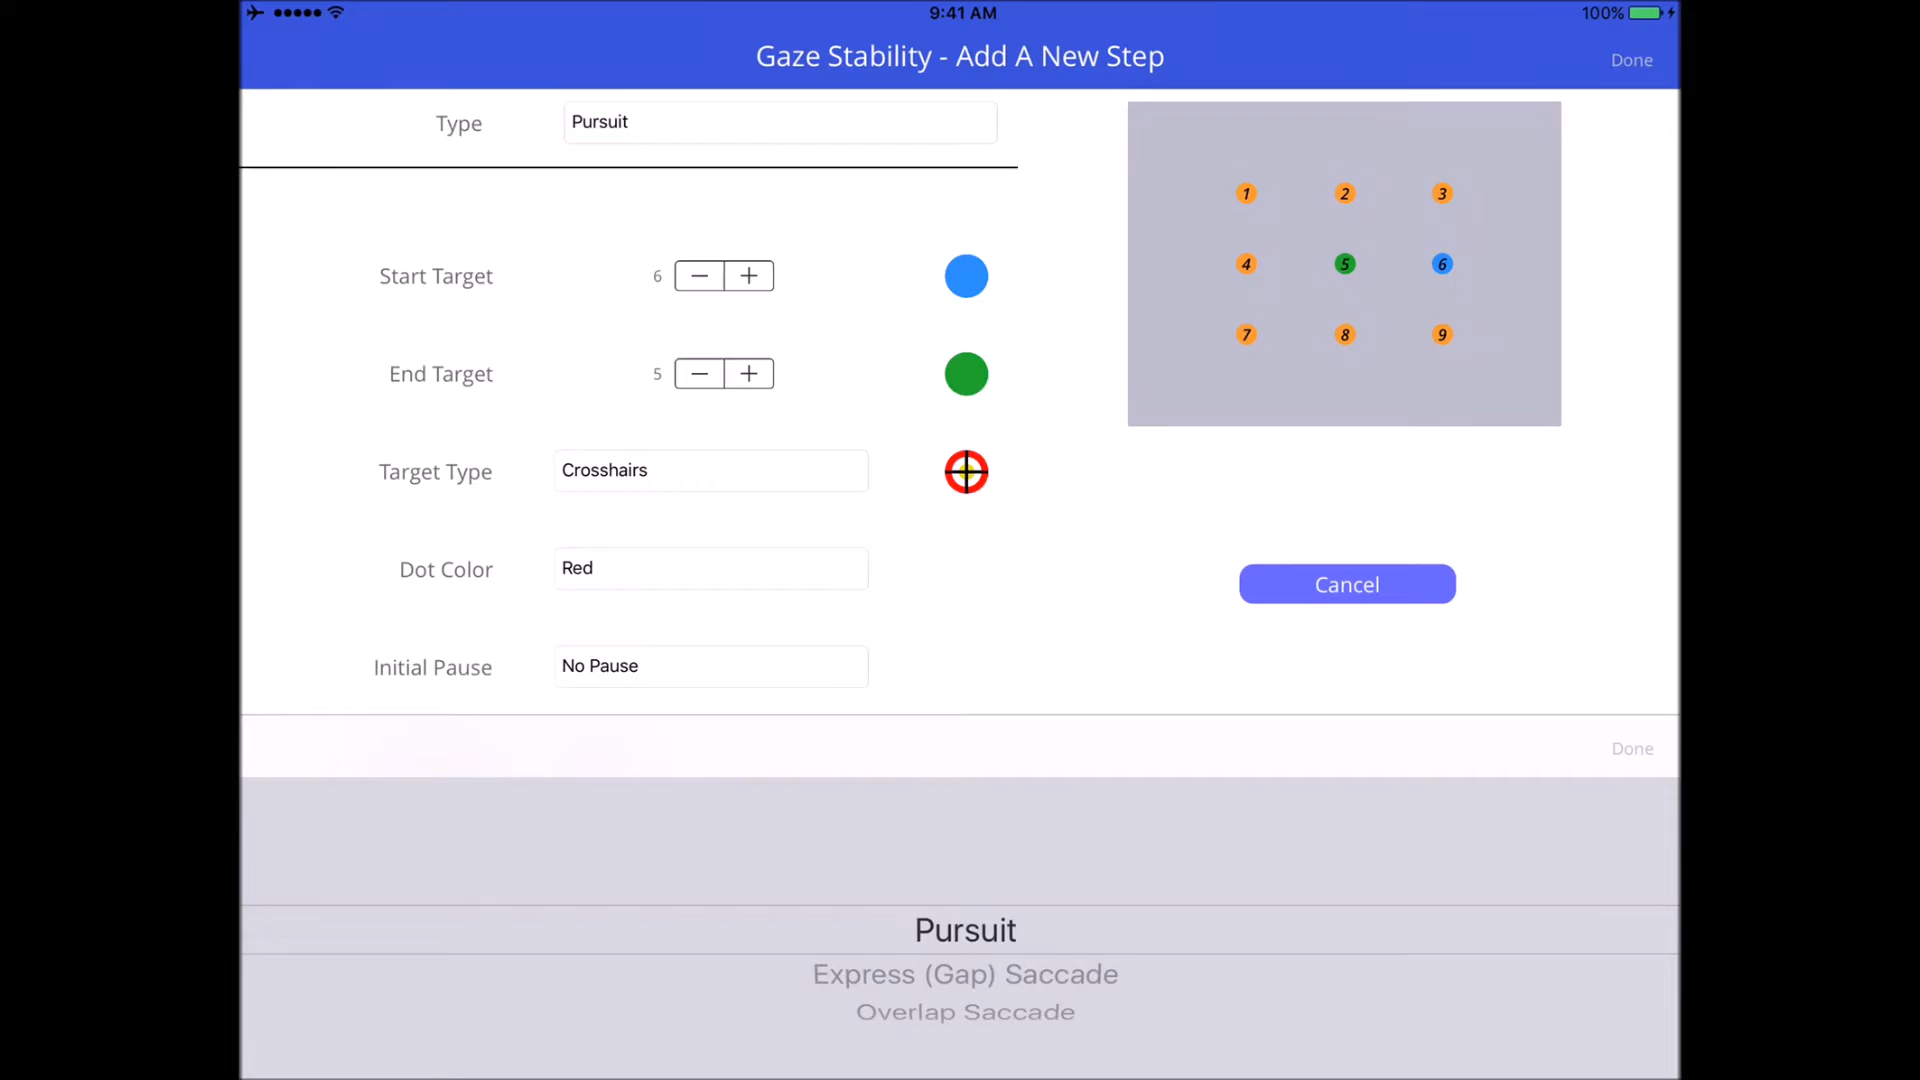 9:41 AM
100%
Gaze Stability - Add A New Step
Done
Type
Pursuit
1 2 3
4 5 6
7 8 9
Start Target
6
− +
End Target
5
− +
Target Type
Crosshairs
Dot Color
Red
Cancel
Initial Pause
No Pause
Done
Pursuit
Express (Gap) Saccade
Overlap Saccade